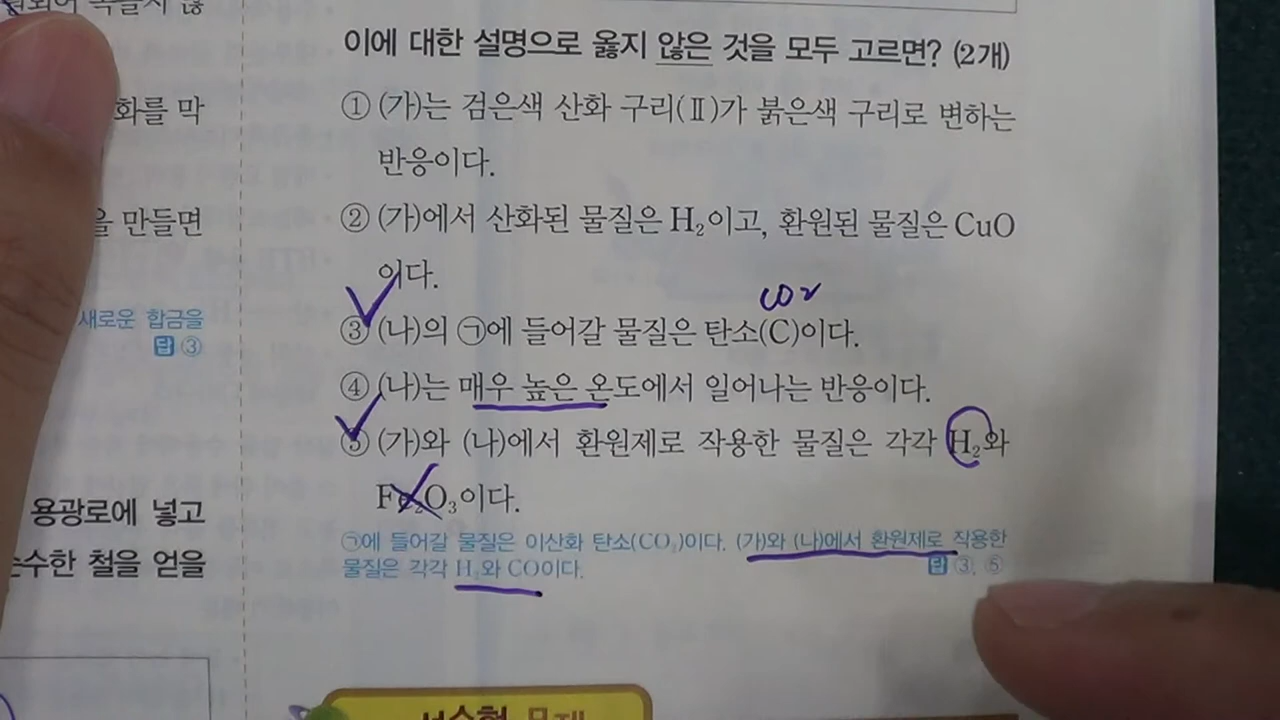 화를 막
을 만들면
새로운 합금을
답 ③
용광로에 넣고
순수한 철을 얻을
이에 대한 설명으로 옳지 않은 것을 모두 고르면? (2개)
① (가)는 검은색 산화 구리(Ⅱ)가 붉은색 구리로 변하는
반응이다.
② (가)에서 산화된 물질은 H₂이고, 환원된 물질은 CuO
이다.
CO2
③ (나)의 ㉠에 들어갈 물질은 탄소(C)이다.
④ (나)는 매우 높은 온도에서 일어나는 반응이다.
⑤ (가)와 (나)에서 환원제로 작용한 물질은 각각 H₂와
Fe₂O₃이다.
㉠에 들어갈 물질은 이산화 탄소(CO₂)이다. (가)와 (나)에서 환원제로 작용한
물질은 각각 H₂와 CO이다.
답 ③, ⑤